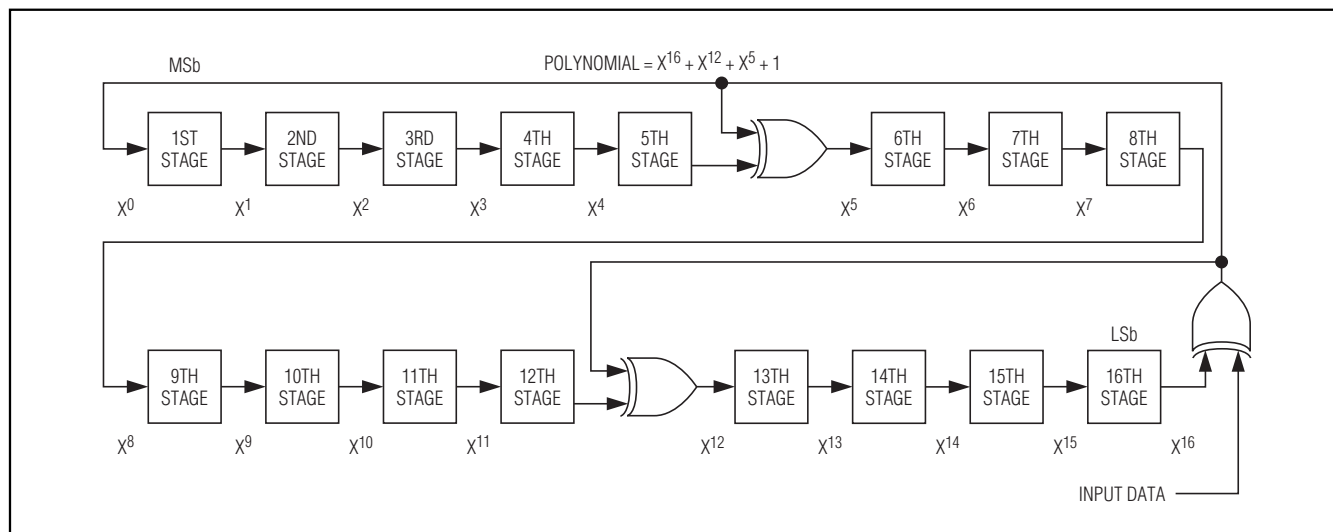 MSb
POLYNOMIAL = X16 + X12 + X5 + 1
1ST
STAGE
2ND
STAGE
3RD
STAGE
4TH
STAGE
5TH
STAGE
6TH
STAGE
7TH
STAGE
8TH
STAGE
X0
X1
X2
X3
X4
X5
X6
X7
LSb
9TH
STAGE
10TH
STAGE
11TH
STAGE
12TH
STAGE
13TH
STAGE
14TH
STAGE
15TH
STAGE
16TH
STAGE
X8
X9
X10
X11
X12
X13
X14
X15
X16
INPUT DATA